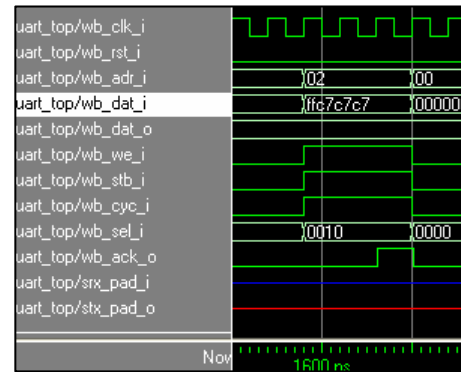 uart_top/wb_clk_i
uart_top/wb_rst_i
uart_top/wb_adr_i 02 00
uart_top/wb_dat_i ffc7c7c7 00000
uart_top/wb_dat_o
uart_top/wb_we_i
uart_top/wb_stb_i
uart_top/wb_cyc_i
uart_top/wb_sel_i 0010 0000
uart_top/wb_ack_o
uart_top/srx_pad_i
uart_top/stx_pad_o
Nov
1600 ns